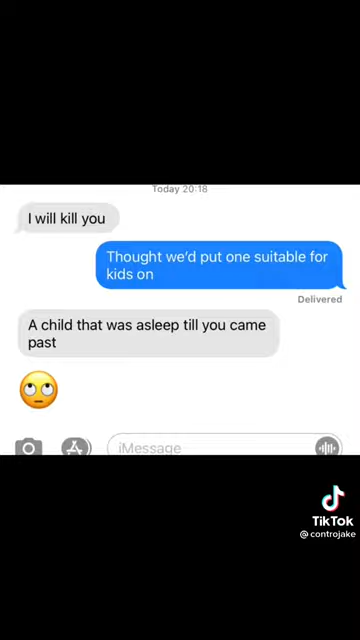 Today 20:18
I will kill you
Thought we'd put one suitable for
kids on
Delivered
A child that was asleep till you came
past
iMessage
TikTok
@ controjake